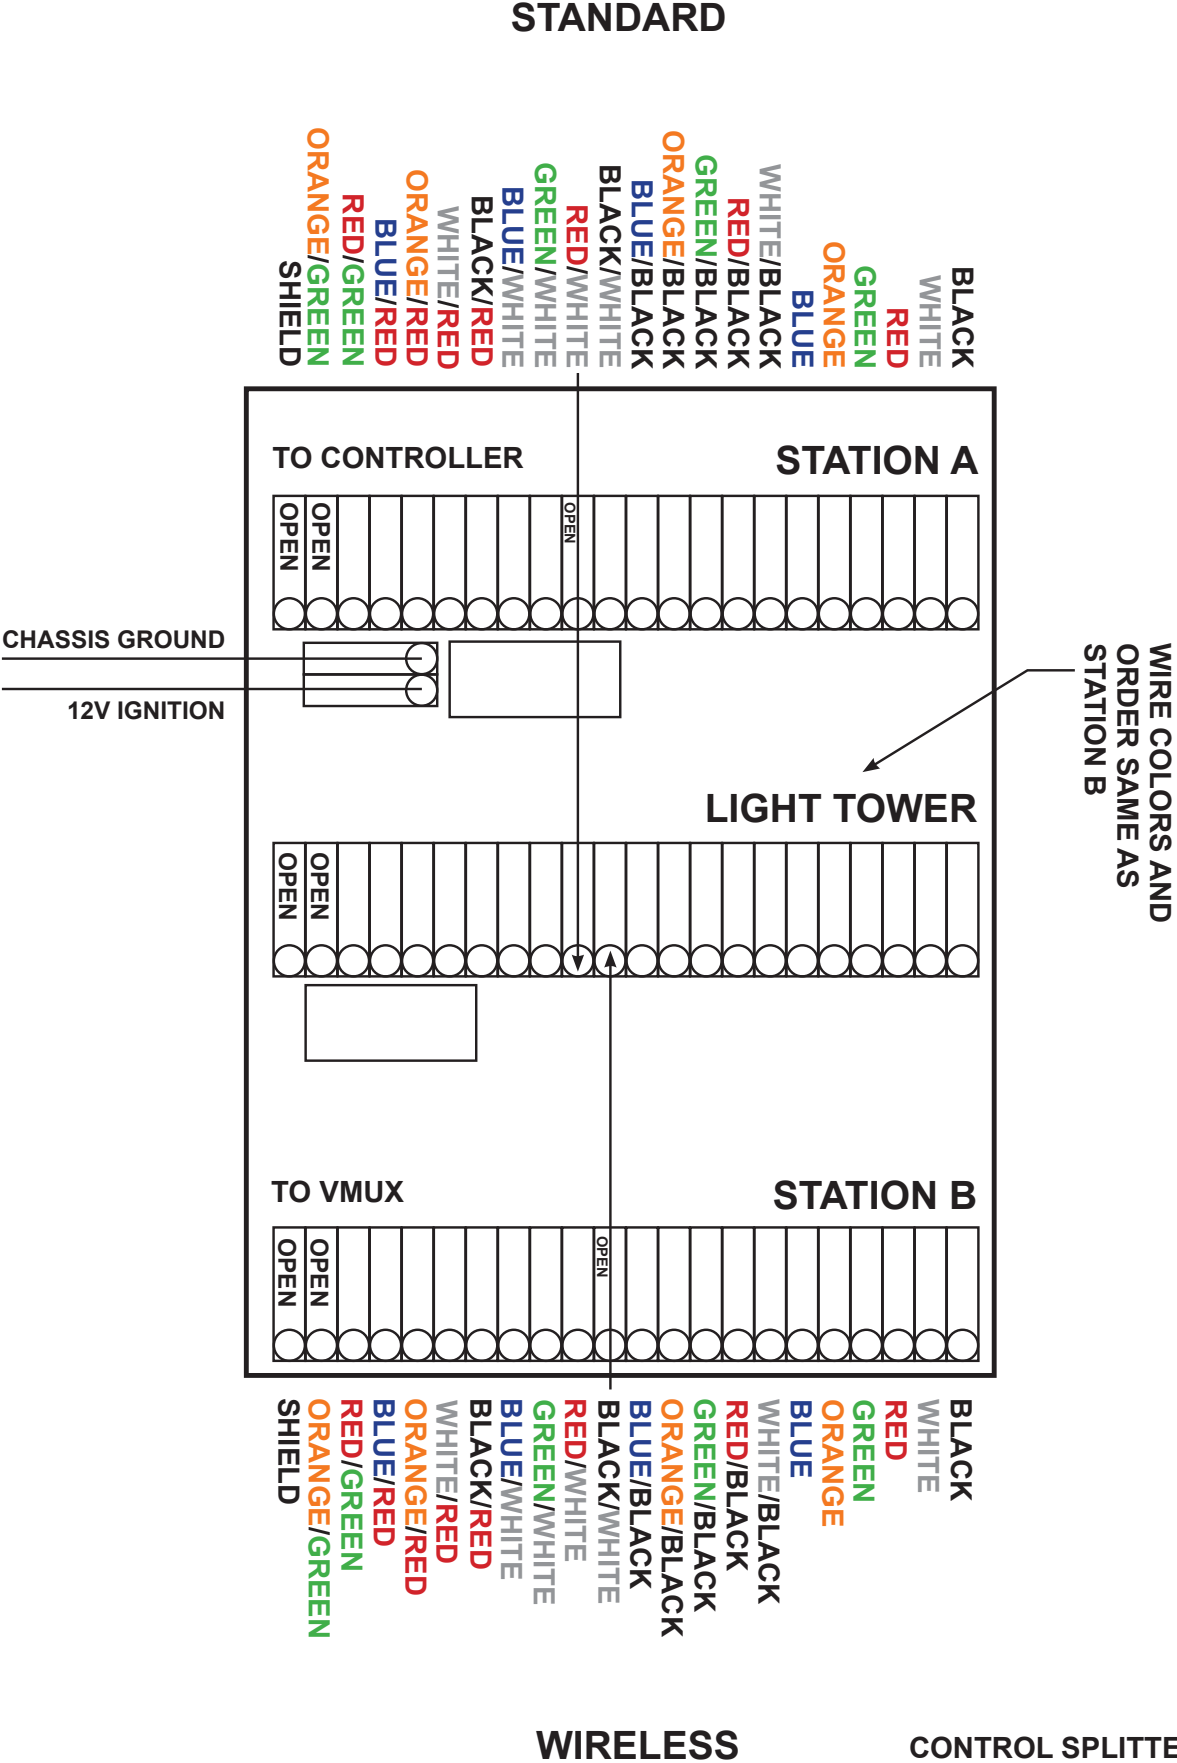 STANDARD
SHIELD
ORANGE/GREEN
RED/GREEN
BLUE/RED
ORANGE/RED
WHITE/RED
BLACK/RED
BLUE/WHITE
GREEN/WHITE
RED/WHITE
BLACK/WHITE
BLUE/BLACK
ORANGE/BLACK
GREEN/BLACK
RED/BLACK
WHITE/BLACK
BLUE
ORANGE
GREEN
RED
WHITE
BLACK
TO CONTROLLER
STATION A
OPEN
OPEN
OPEN
CHASSIS GROUND
12V IGNITION
WIRE COLORS AND
ORDER SAME AS
STATION B
LIGHT TOWER
OPEN
OPEN
TO VMUX
STATION B
OPEN
OPEN
OPEN
SHIELD
ORANGE/GREEN
RED/GREEN
BLUE/RED
ORANGE/RED
WHITE/RED
BLACK/RED
BLUE/WHITE
GREEN/WHITE
RED/WHITE
BLACK/WHITE
BLUE/BLACK
ORANGE/BLACK
GREEN/BLACK
RED/BLACK
WHITE/BLACK
BLUE
ORANGE
GREEN
RED
WHITE
BLACK
WIRELESS
CONTROL SPLITTE